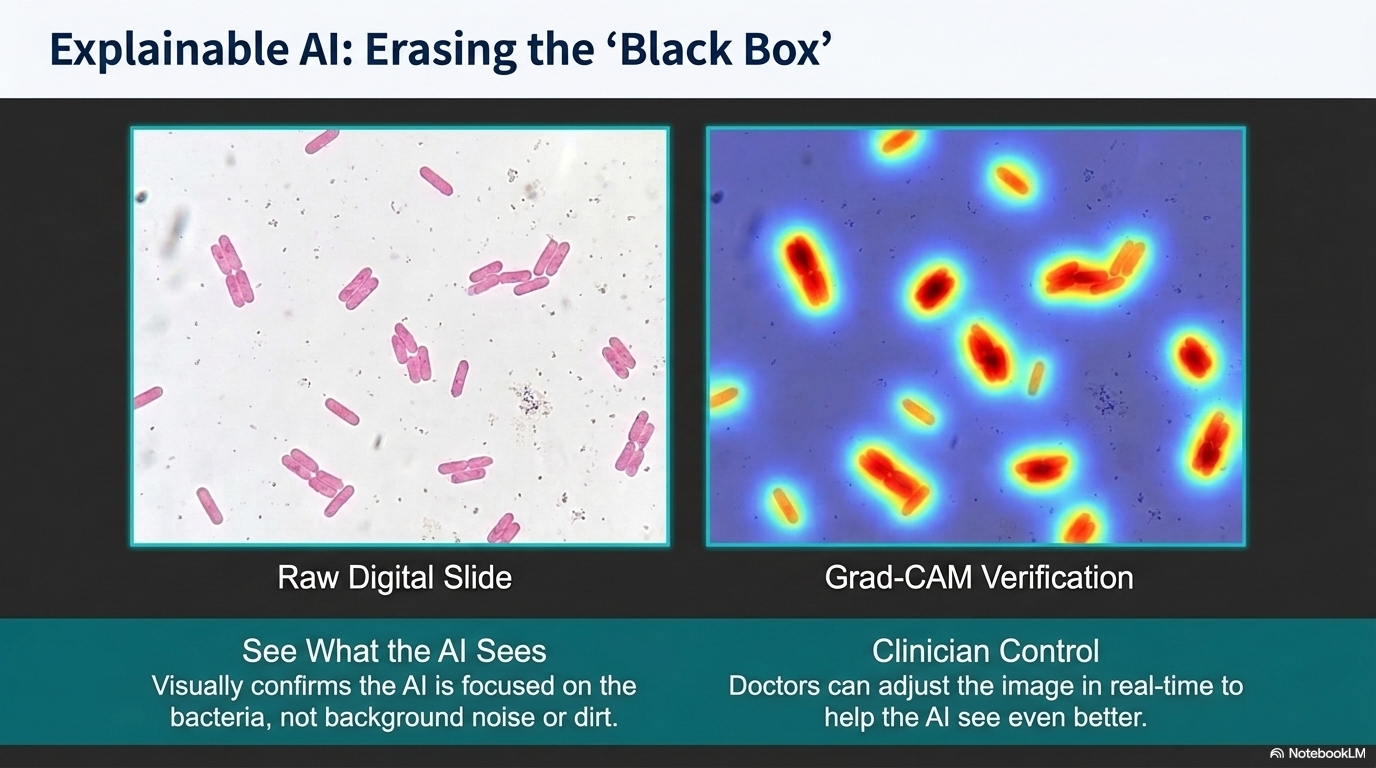 Explainable AI: Erasing the ‘Black Box’
Raw Digital Slide
Grad-CAM Verification
See What the AI Sees
Visually confirms the AI is focused on the
bacteria, not background noise or dirt.
Clinician Control
Doctors can adjust the image in real-time to
help the AI see even better.
NotebookLM